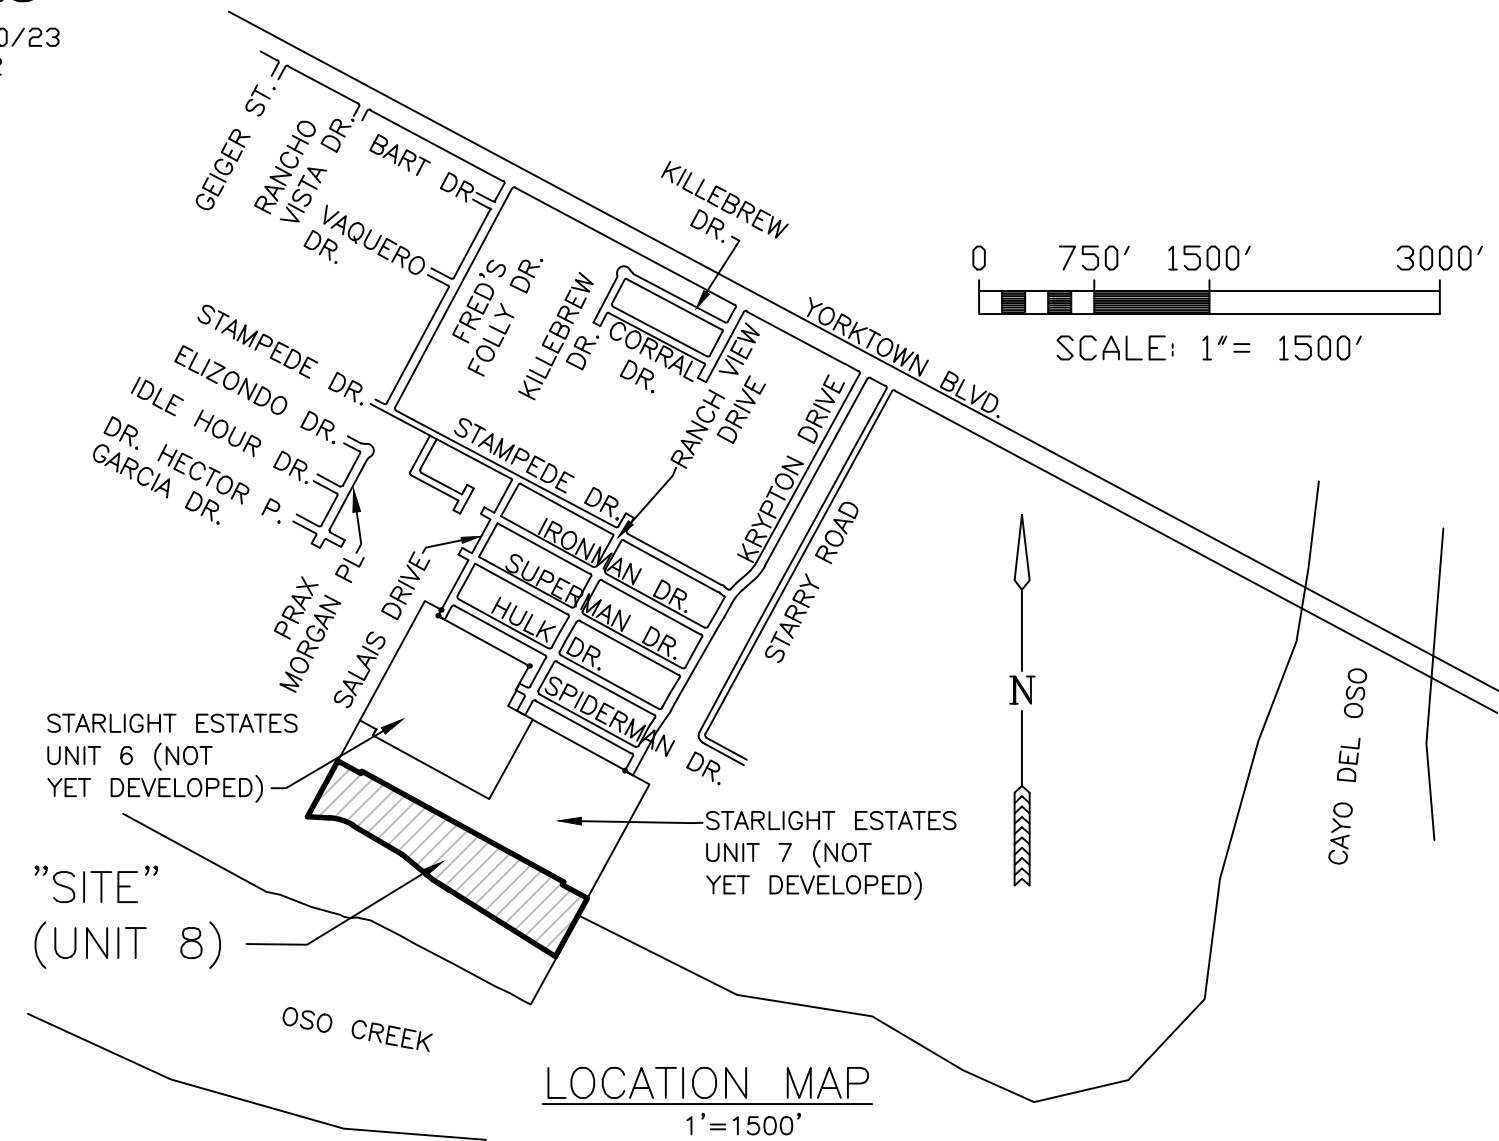 0/23
GEIGER ST.
RANCHO
VISTA DR.
BART DR.
VAQUERO
DR.
KILLEBREW
DR.
FRED'S
FOLLY DR.
KILLEBREW
DR.
CORRAL
DR.
RANCH VIEW
DRIVE
YORKTOWN BLVD.
0 750' 1500' 3000'
SCALE: 1"= 1500'
STAMPEDE DR.
ELIZONDO DR.
IDLE HOUR DR.
DR. HECTOR P.
GARCIA DR.
STAMPEDE DR.
KRYPTON DRIVE
STARRY ROAD
IRONMAN DR.
SUPERMAN DR.
HULK DR.
SPIDERMAN DR.
PRAX
MORGAN PL
SALAIS DRIVE
N
CAYO DEL OSO
STARLIGHT ESTATES
UNIT 6 (NOT
YET DEVELOPED)
STARLIGHT ESTATES
UNIT 7 (NOT
YET DEVELOPED)
"SITE"
(UNIT 8)
OSO CREEK
LOCATION MAP
1'=1500'